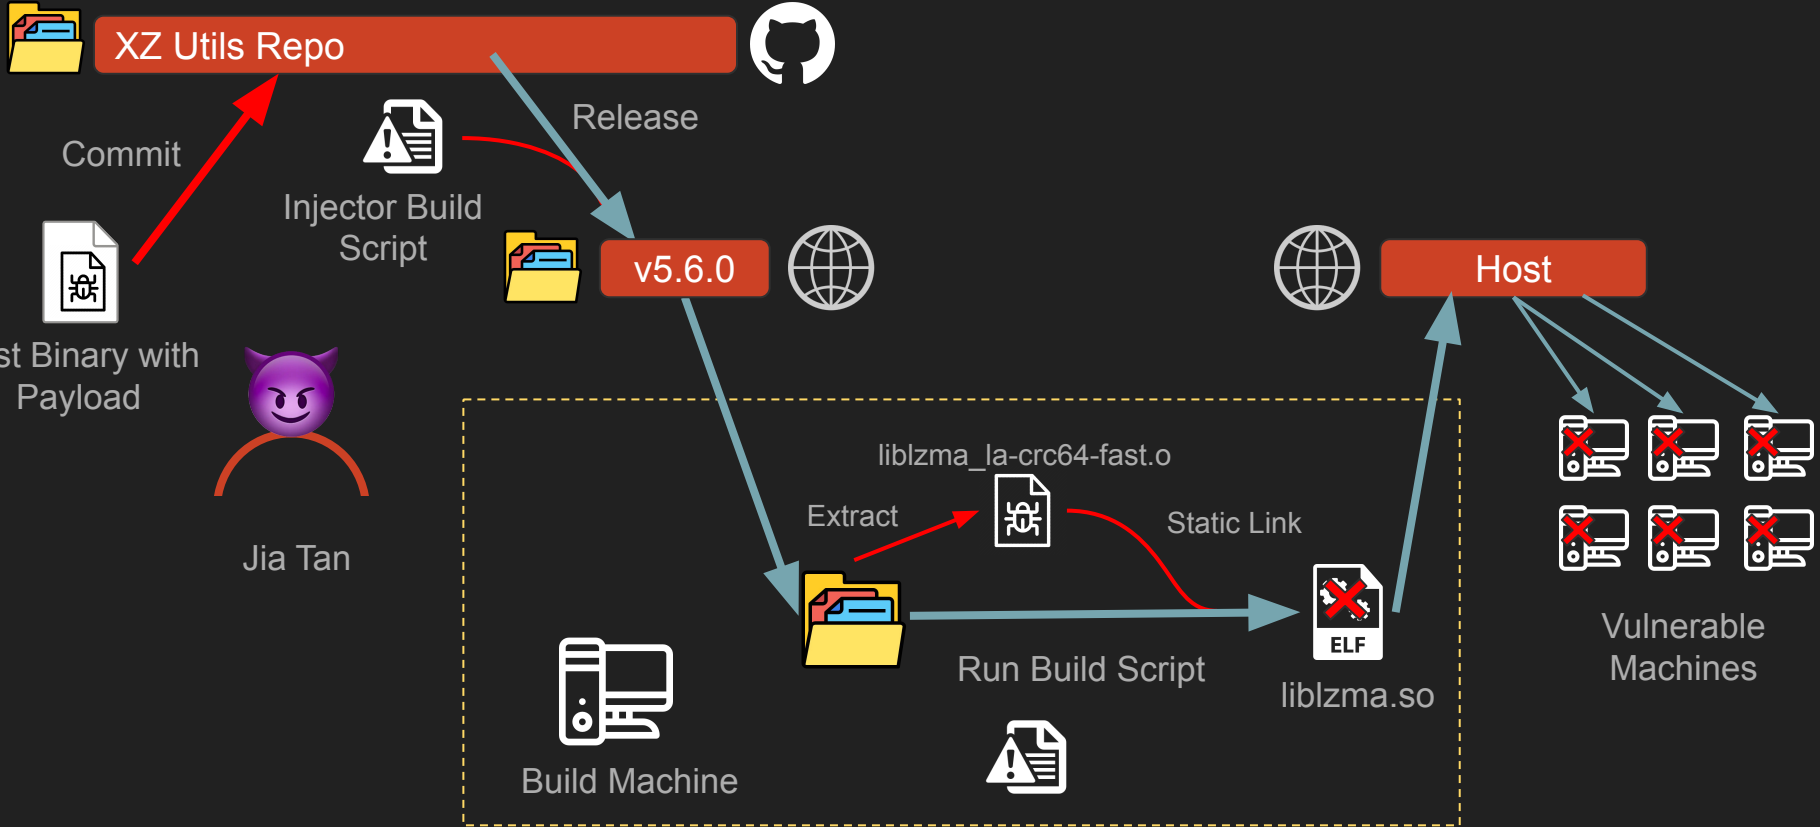 XZ Utils Repo
Release
Commit
Injector Build
Script
v5.6.0
Host
Binary with
Payload
Jia Tan
liblzma_la-crc64-fast.o
Extract
Static Link
ELF
Run Build Script
liblzma.so
Build Machine
Vulnerable
Machines